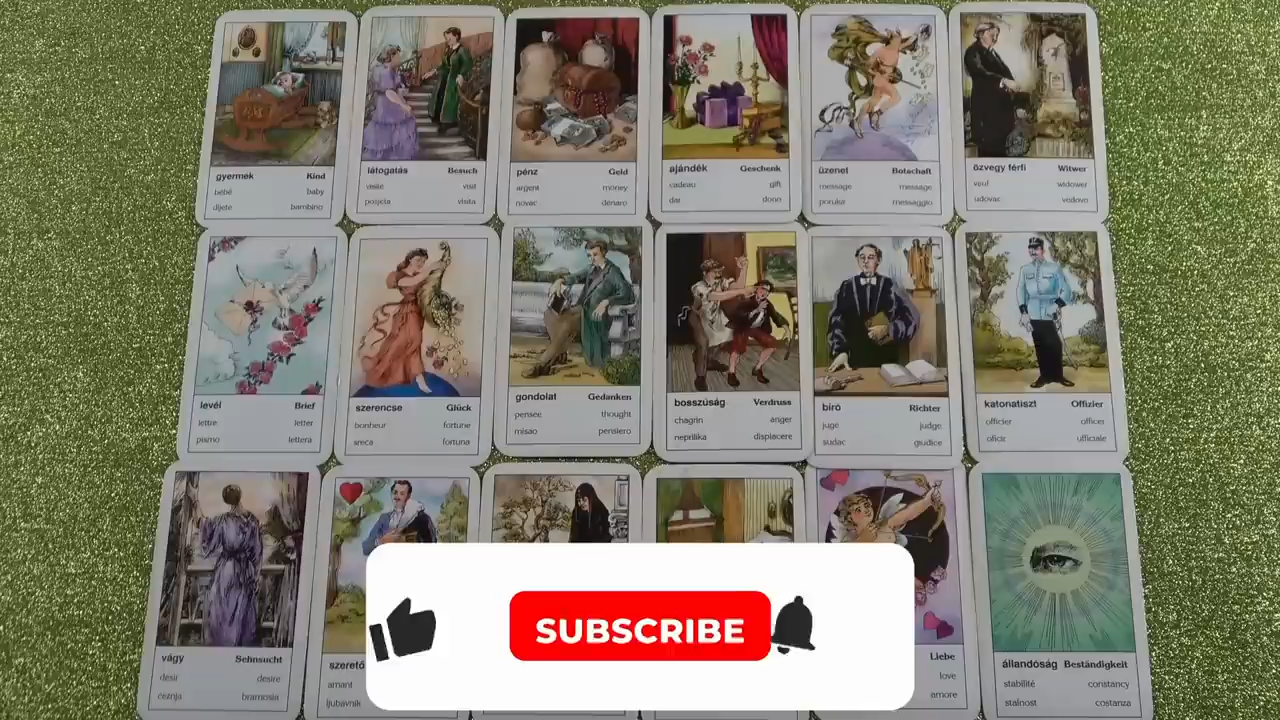 gyermek Kind
bébé baby
dijete bambino
látogatás Besuch
visite visit
posjeta visita
pénz Geld
argent money
novac denaro
ajándék Geschenk
cadeau gift
dar dono
üzenet Botschaft
message message
poruka messaggio
özvegy férfi Witwer
veuf widower
udovac vedovo
levél Brief
lettre letter
pismo lettera
szerencse Glück
bonheur fortune
sreca fortuna
gondolat Gedanken
pensee thought
misao pensiero
bosszúság Verdruss
chagrin anger
neprilika displacere
bíró Richter
juge judge
sudac giudice
katonatiszt Offizier
officier officer
oficir ufficiale
vágy Sehnsucht
desir desire
ceznja bramosia
szerető
amant
ljubavnik
SUBSCRIBE
Liebe
love
amore
állandóság Beständigkeit
stabilité constancy
stalnost costanza